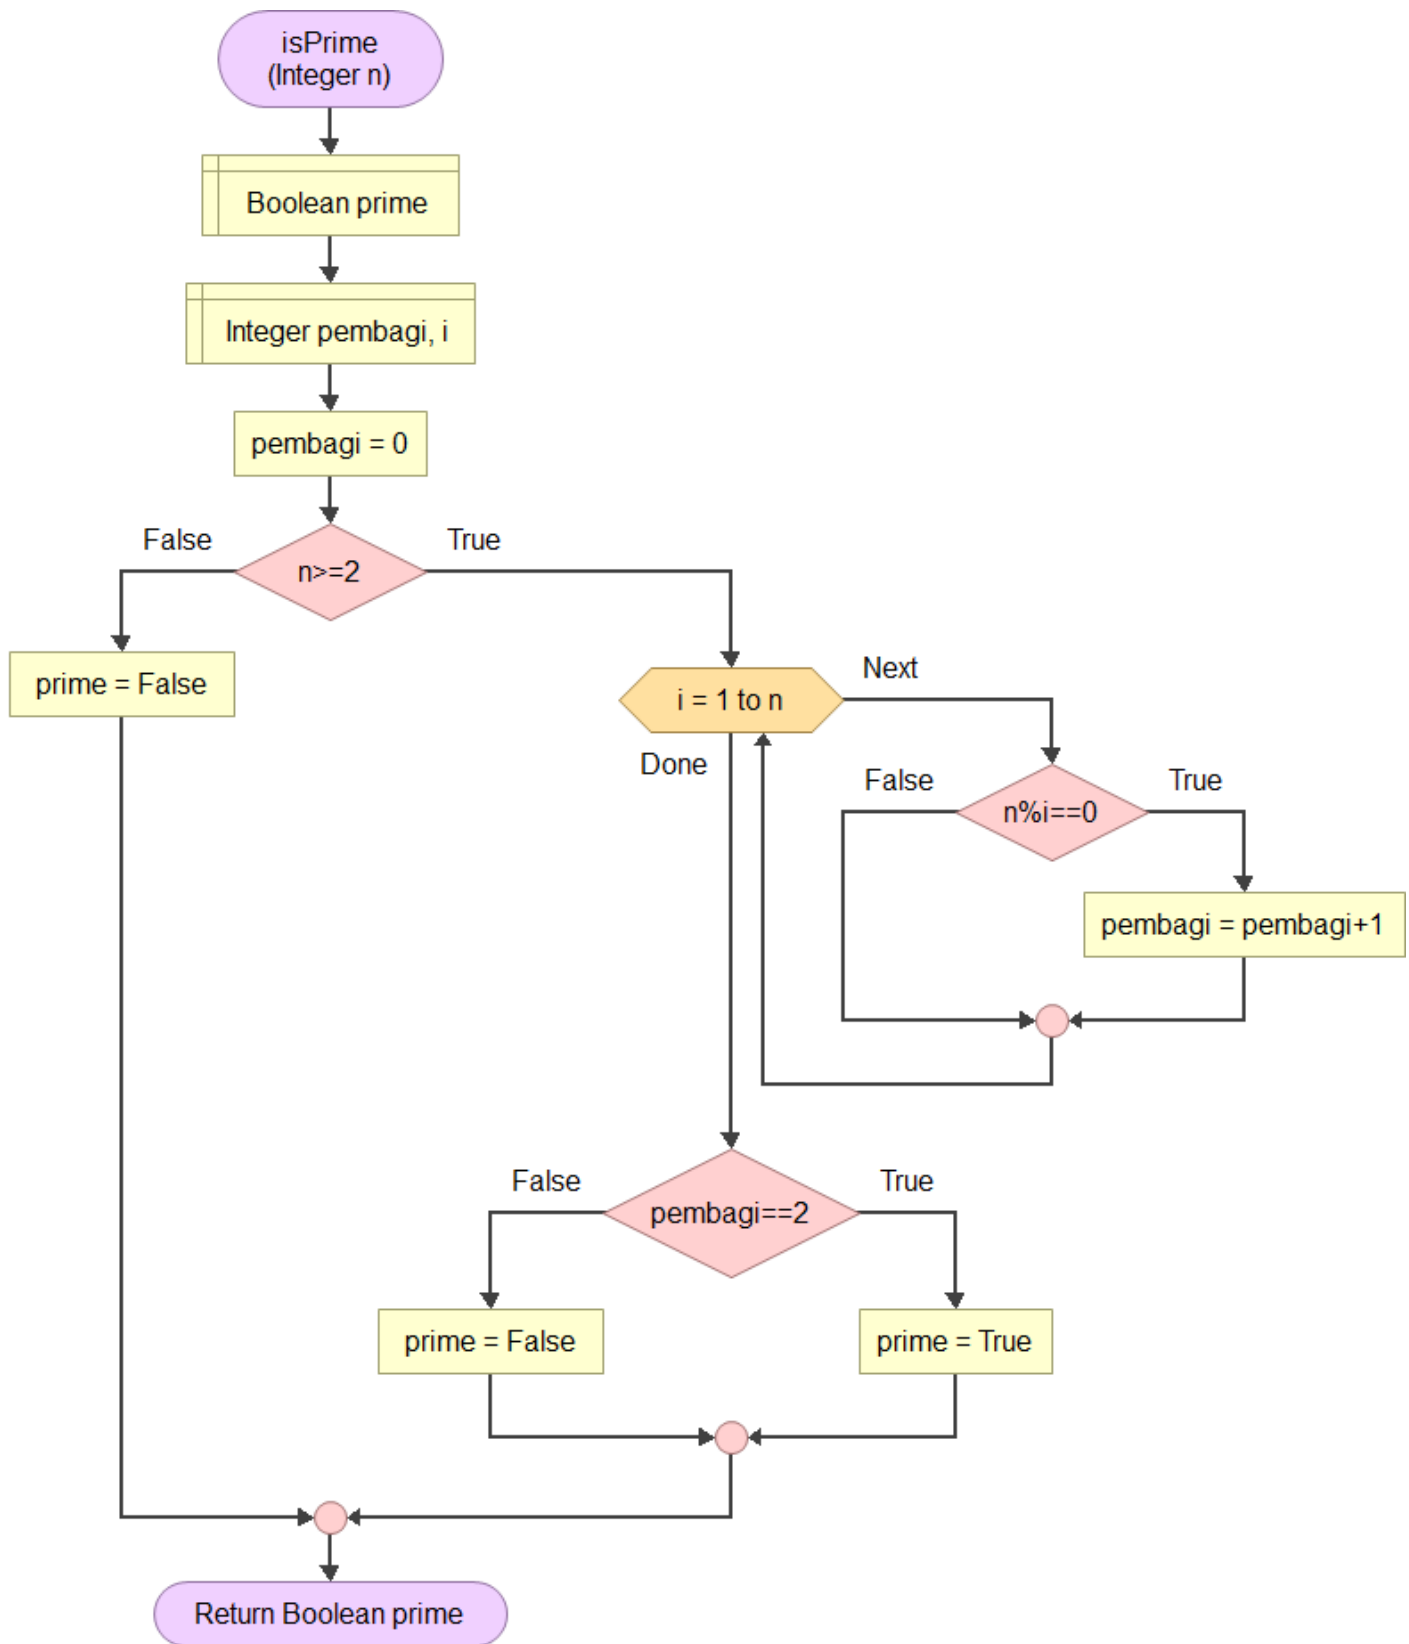 isPrime
(Integer n)
Boolean prime
Integer pembagi, i
pembagi = 0
False
True
n>=2
prime = False
Next
i = 1 to n
Done
False
True
n%i==0
pembagi = pembagi+1
False
True
pembagi==2
prime = False
prime = True
Return Boolean prime